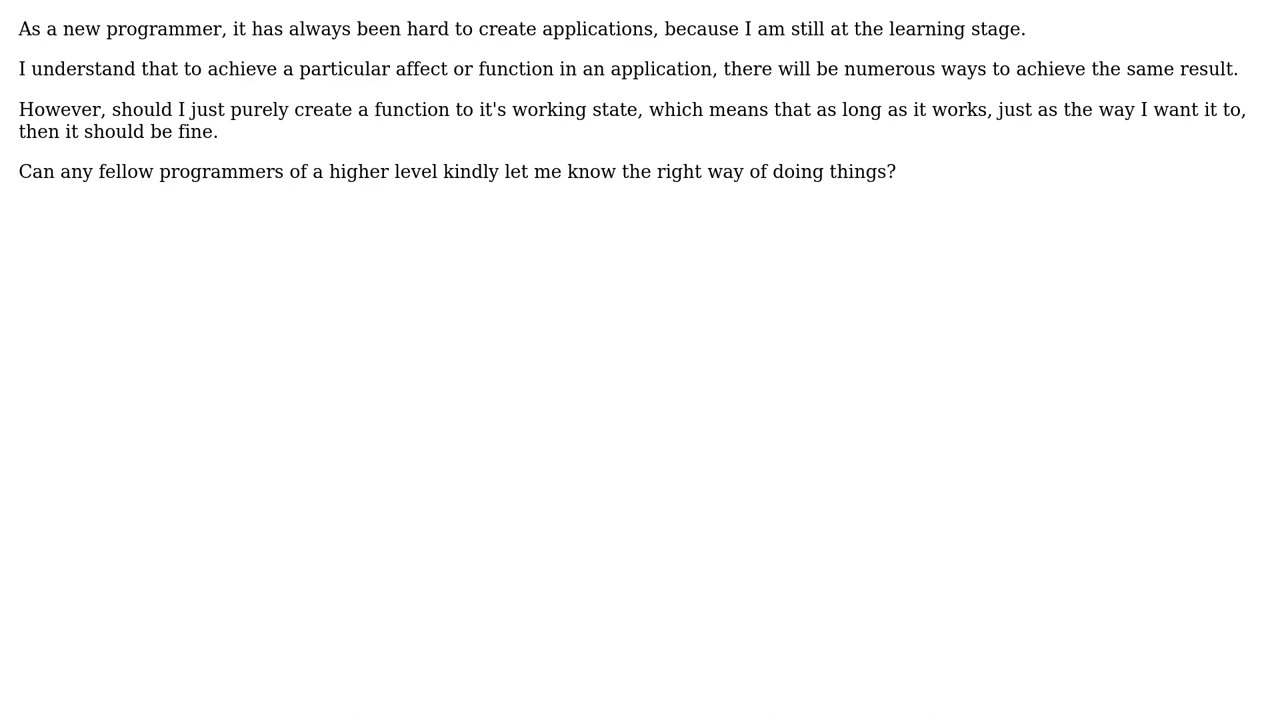 As a new programmer, it has always been hard to create applications, because I am still at the learning stage.
I understand that to achieve a particular affect or function in an application, there will be numerous ways to achieve the same result.
However, should I just purely create a function to it's working state, which means that as long as it works, just as the way I want it to,
then it should be fine.
Can any fellow programmers of a higher level kindly let me know the right way of doing things?